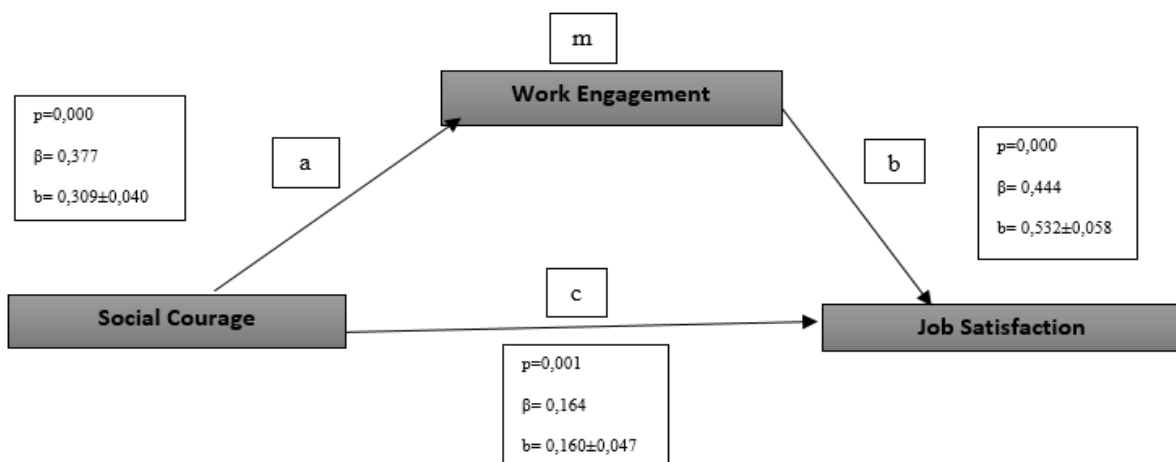 m
Work Engagement
p=0,000
β= 0,377
b= 0,309±0,040
a
b
p=0,000
β= 0,444
b= 0,532±0,058
Social Courage
c
Job Satisfaction
p=0,001
β= 0,164
b= 0,160±0,047